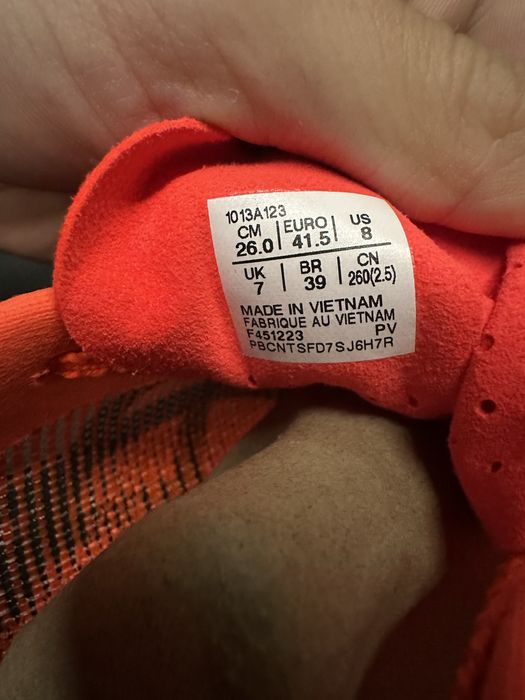 1013A123
CM 26.0 | EURO 41.5 | US 8
UK 7 | BR 39 | CN 260(2.5)
MADE IN VIETNAM
FABRIQUE AU VIETNAM
F451223 PV
PBCNTSFD7SJ6H7R